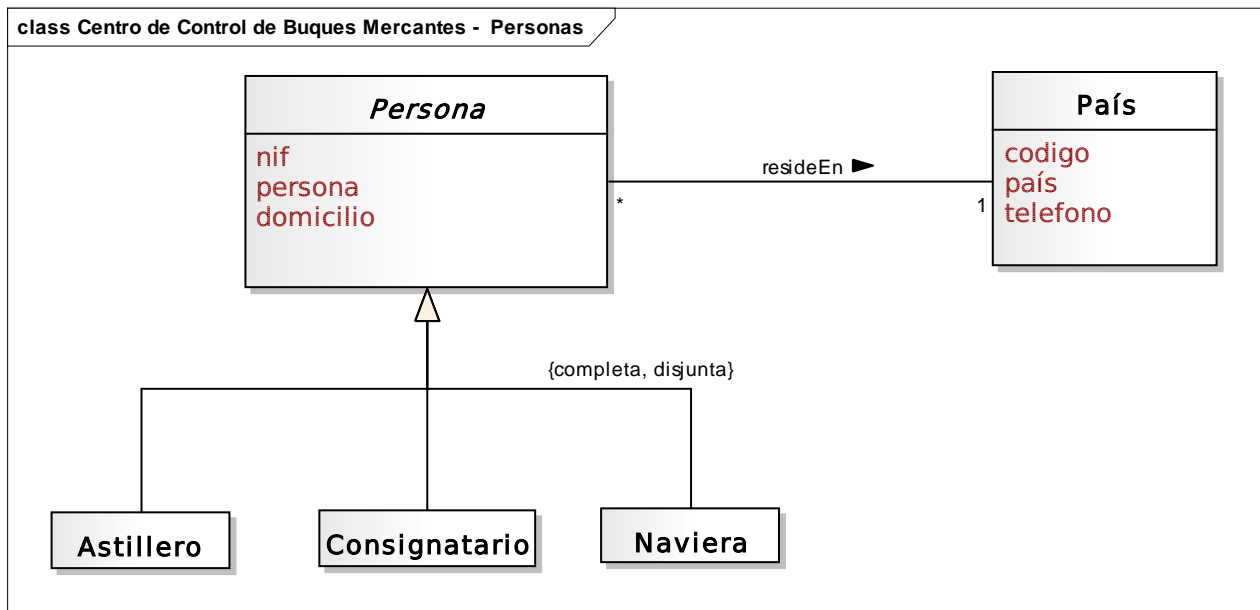 class Centro de Control de Buques Mercantes - Personas
Persona
nif
persona
domicilio
País
codigo
país
telefono
resideEn
*
1
{completa, disjunta}
Astillero
Consignatario
Naviera